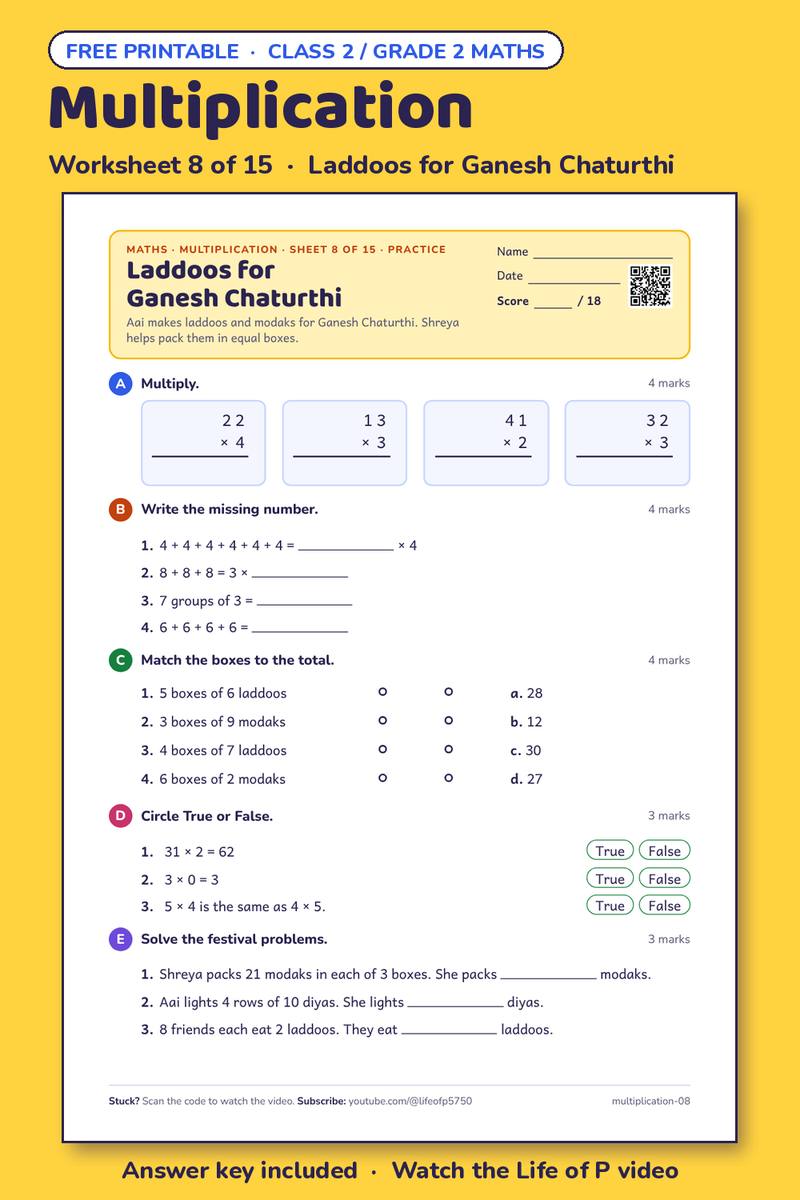 FREE PRINTABLE · CLASS 2 / GRADE 2 MATHS
Multiplication
Worksheet 8 of 15 · Laddoos for Ganesh Chaturthi
MATHS · MULTIPLICATION · SHEET 8 OF 15 · PRACTICE
Laddoos for
Ganesh Chaturthi
Aai makes laddoos and modaks for Ganesh Chaturthi. Shreya
helps pack them in equal boxes.
Name ____________
Date ____________
Score _____ / 18
A Multiply. 4 marks
22 13 41 32
× 4 × 3 × 2 × 3
B Write the missing number. 4 marks
1. 4 + 4 + 4 + 4 + 4 + 4 = ____________ × 4
2. 8 + 8 + 8 = 3 × ____________
3. 7 groups of 3 = ____________
4. 6 + 6 + 6 + 6 = ____________
C Match the boxes to the total. 4 marks
1. 5 boxes of 6 laddoos a. 28
2. 3 boxes of 9 modaks b. 12
3. 4 boxes of 7 laddoos c. 30
4. 6 boxes of 2 modaks d. 27
D Circle True or False. 3 marks
1. 31 × 2 = 62 True False
2. 3 × 0 = 3 True False
3. 5 × 4 is the same as 4 × 5. True False
E Solve the festival problems. 3 marks
1. Shreya packs 21 modaks in each of 3 boxes. She packs ____________ modaks.
2. Aai lights 4 rows of 10 diyas. She lights ____________ diyas.
3. 8 friends each eat 2 laddoos. They eat ____________ laddoos.
Stuck? Scan the code to watch the video. Subscribe: youtube.com/@lifeofp5750 multiplication-08
Answer key included · Watch the Life of P video